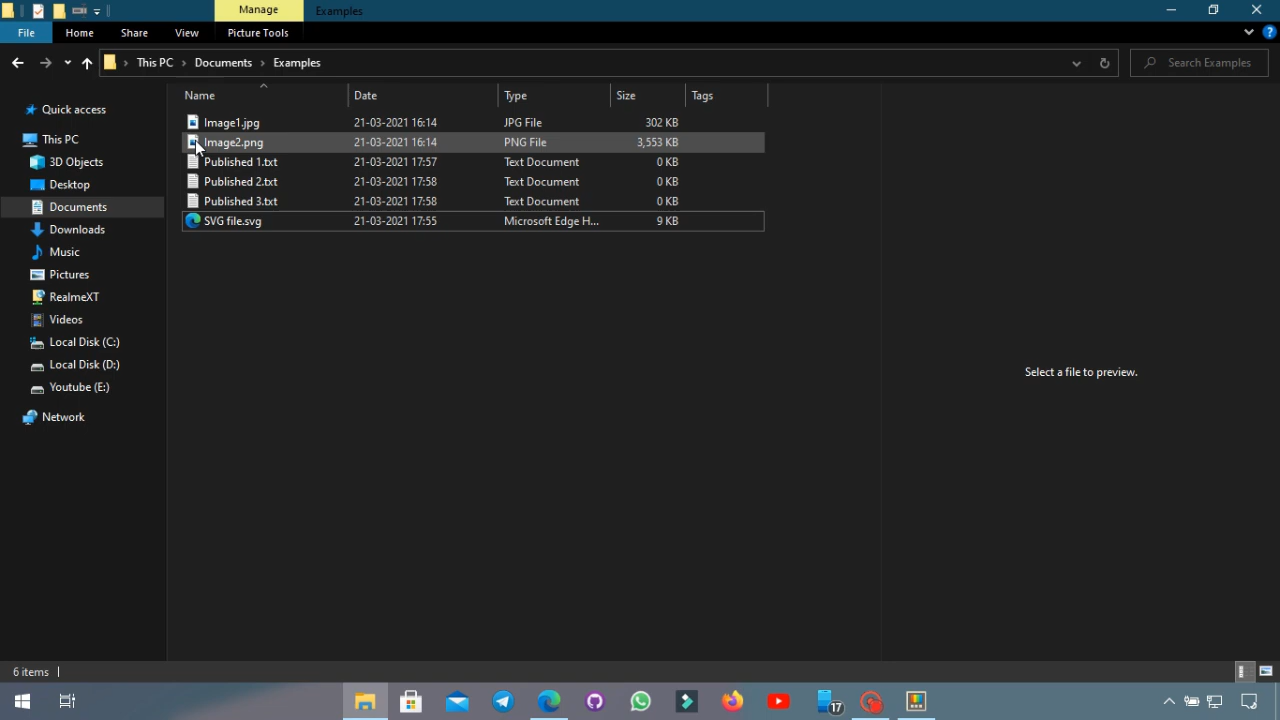 Manage
Examples
File
Home
Share
View
Picture Tools
This PC
Documents
Examples
Search Examples
Name
Date
Type
Size
Tags
Quick access
This PC
3D Objects
Desktop
Documents
Downloads
Music
Pictures
RealmeXT
Videos
Local Disk (C:)
Local Disk (D:)
Youtube (E:)
Network
Image1.jpg 21-03-2021 16:14 JPG File 302 KB
Image2.png 21-03-2021 16:14 PNG File 3,553 KB
Published 1.txt 21-03-2021 17:57 Text Document 0 KB
Published 2.txt 21-03-2021 17:58 Text Document 0 KB
Published 3.txt 21-03-2021 17:58 Text Document 0 KB
SVG file.svg 21-03-2021 17:55 Microsoft Edge H... 9 KB
Select a file to preview.
6 items
17